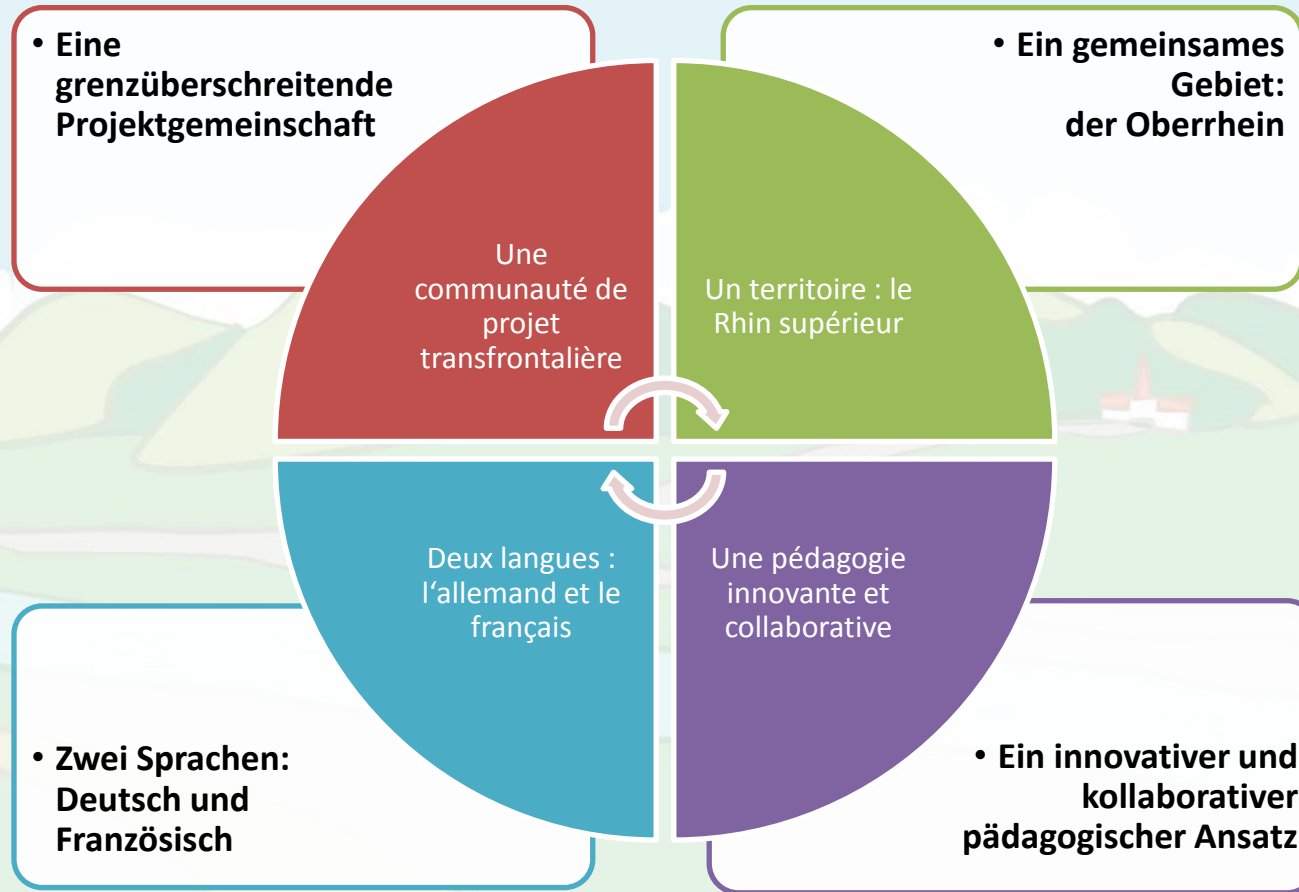 • Eine
grenzüberschreitende
Projektgemeinschaft
• Ein gemeinsames
Gebiet:
der Oberrhein
Une
communauté de
projet
transfrontalière
Un territoire : le
Rhin supérieur
Deux langues :
l‘allemand et le
français
Une pédagogie
innovante et
collaborative
• Zwei Sprachen:
Deutsch und
Französisch
• Ein innovativer und
kollaborativer
pädagogischer Ansatz